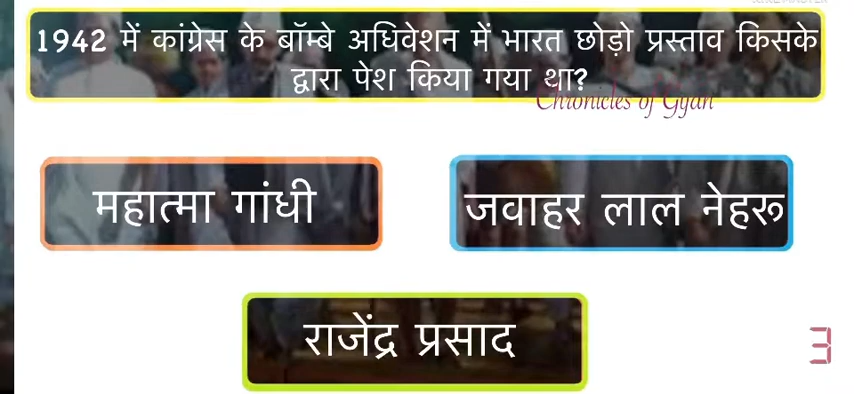 1942 में कांग्रेस के बॉम्बे अधिवेशन में भारत छोड़ो प्रस्ताव किसके
द्वारा पेश किया गया था?
Chronicles of Gyan
महात्मा गांधी
जवाहर लाल नेहरू
राजेंद्र प्रसाद
3